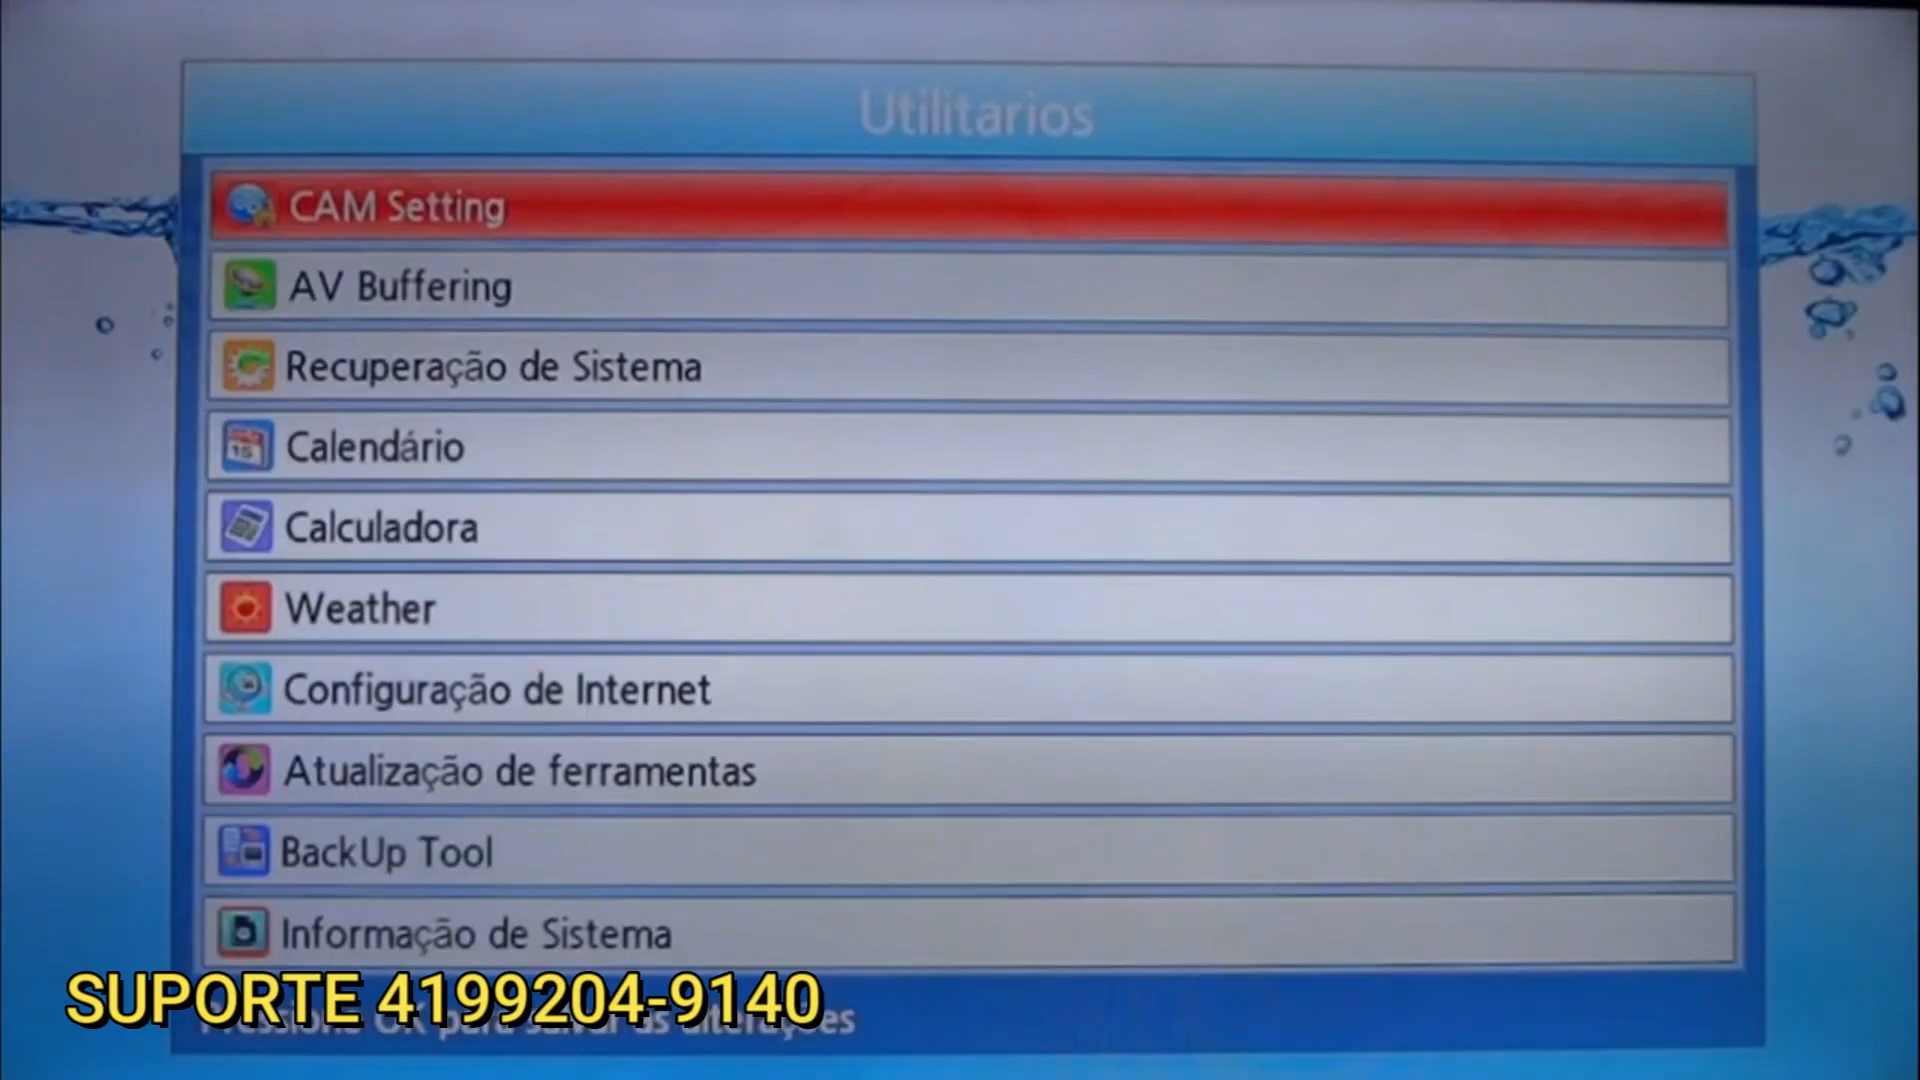 Utilitarios
CAM Setting
AV Buffering
Recuperação de Sistema
Calendário
Calculadora
Weather
Configuração de Internet
Atualização de ferramentas
BackUp Tool
Informação de Sistema
SUPORTE 4199204-9140